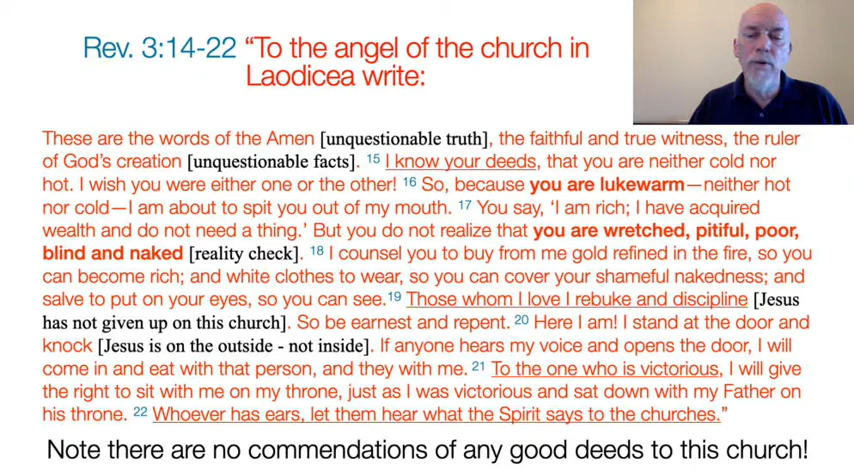 Rev. 3:14-22 “To the angel of the church in
Laodicea write:
These are the words of the Amen [unquestionable truth], the faithful and true witness, the ruler
of God's creation [unquestionable facts]. 15 I know your deeds, that you are neither cold nor
hot. I wish you were either one or the other! 16 So, because you are lukewarm—neither hot
nor cold—I am about to spit you out of my mouth. 17 You say, ‘I am rich; I have acquired
wealth and do not need a thing.’ But you do not realize that you are wretched, pitiful, poor,
blind and naked [reality check]. 18 I counsel you to buy from me gold refined in the fire, so you
can become rich; and white clothes to wear, so you can cover your shameful nakedness; and
salve to put on your eyes, so you can see.19 Those whom I love I rebuke and discipline [Jesus
has not given up on this church]. So be earnest and repent. 20 Here I am! I stand at the door and
knock [Jesus is on the outside - not inside]. If anyone hears my voice and opens the door, I will
come in and eat with that person, and they with me. 21 To the one who is victorious, I will give
the right to sit with me on my throne, just as I was victorious and sat down with my Father on
his throne. 22 Whoever has ears, let them hear what the Spirit says to the churches.”
Note there are no commendations of any good deeds to this church!